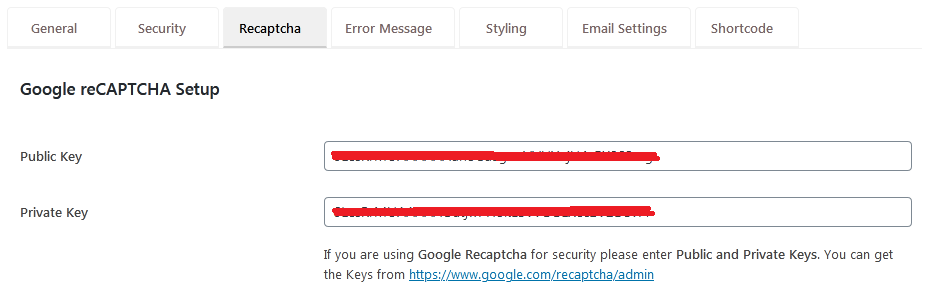 General Security Recaptcha Error Message Styling Email Settings Shortcode
Google reCAPTCHA Setup
Public Key
Private Key
If you are using Google Recaptcha for security please enter Public and Private Keys. You can get
the Keys from https://www.google.com/recaptcha/admin